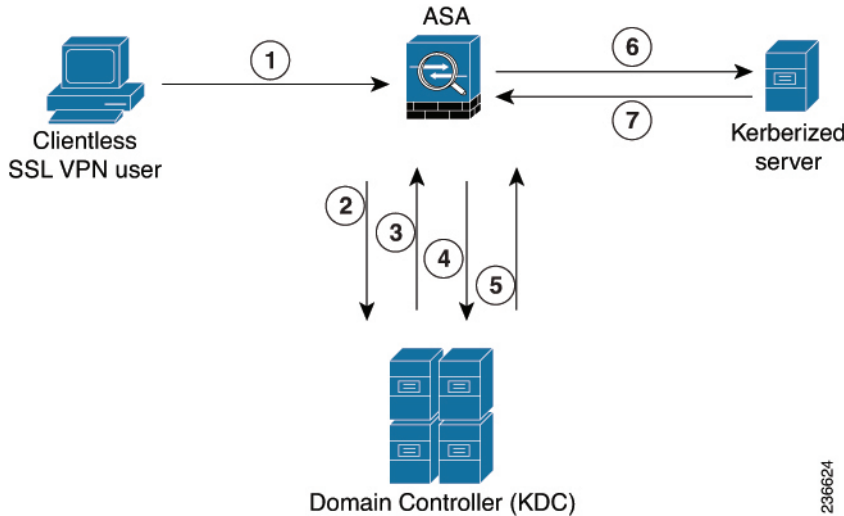 ASA
1
6
7
Clientless
SSL VPN user
Kerberized
server
2
3
4
5
Domain Controller (KDC)
236624